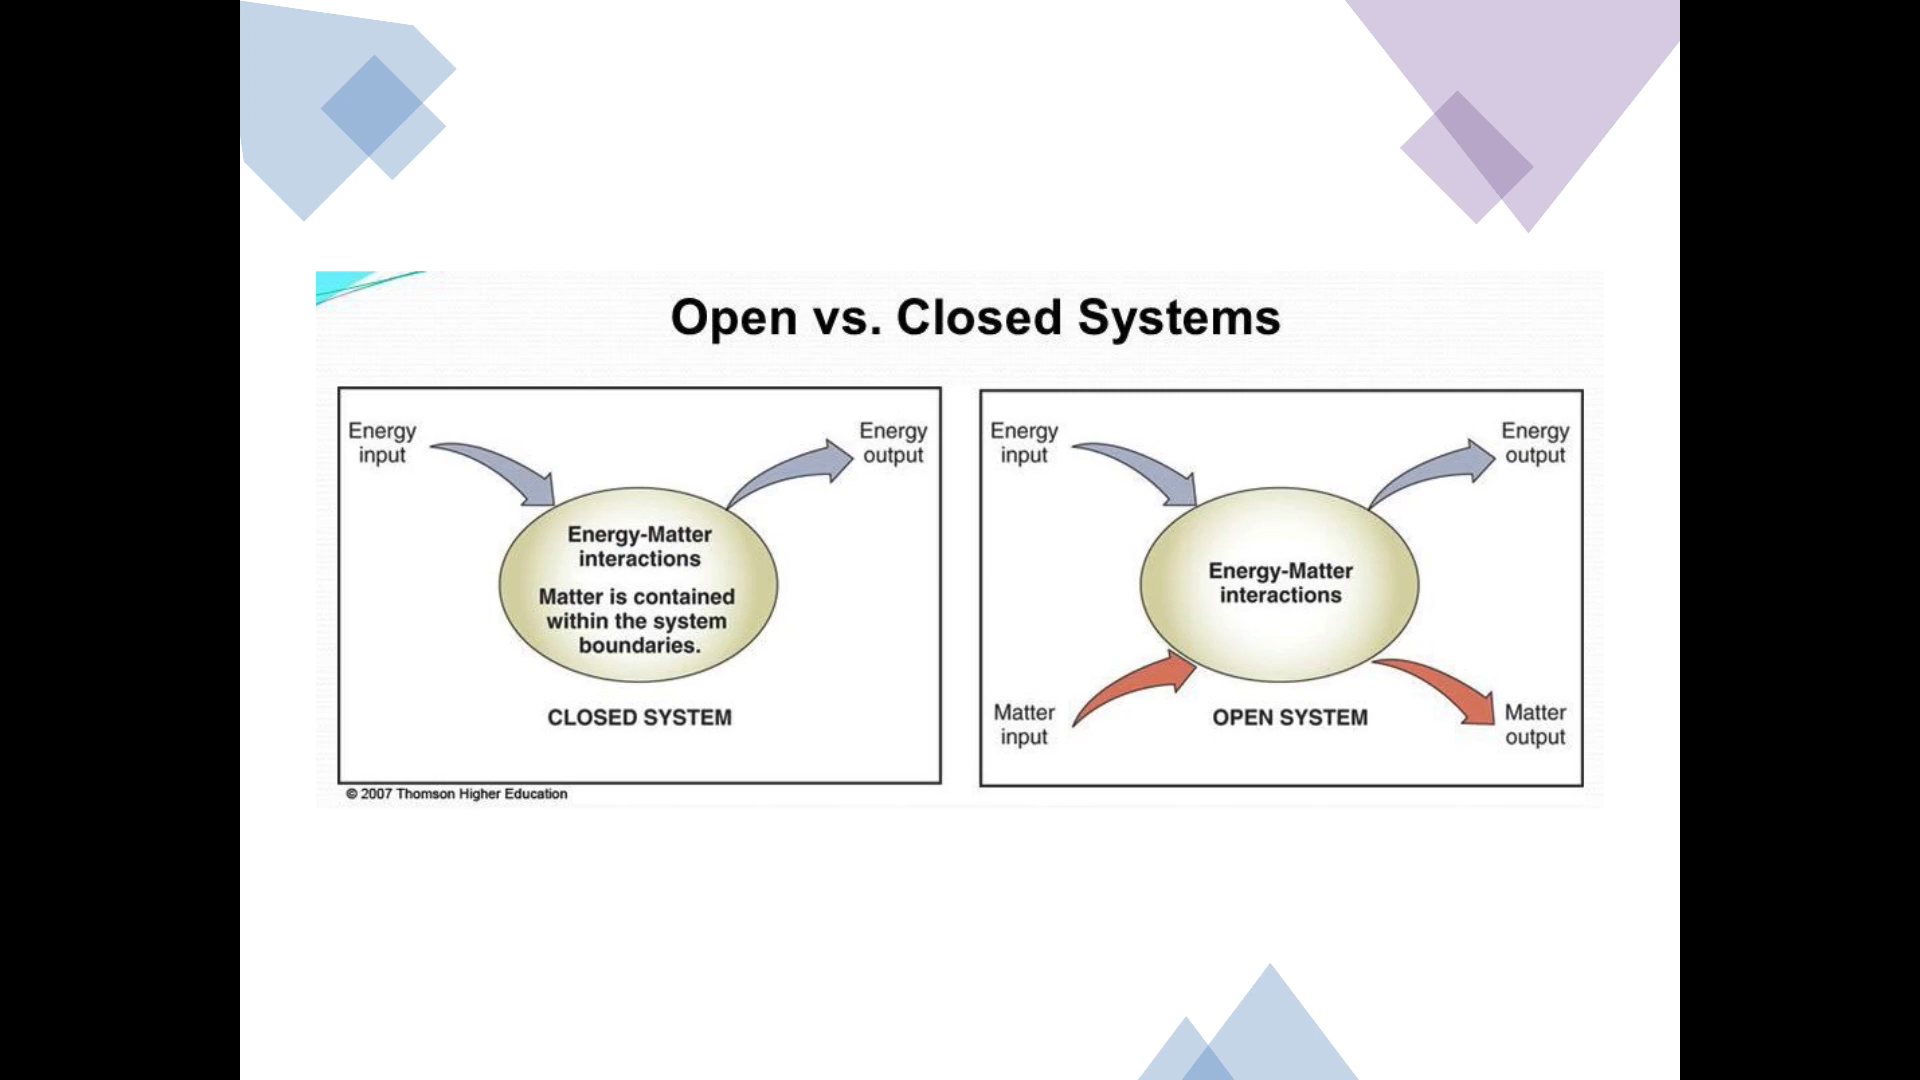 Open vs. Closed Systems
Energy
input
Energy
output
Energy-Matter
interactions
Matter is contained
within the system
boundaries.
CLOSED SYSTEM
© 2007 Thomson Higher Education
Energy
input
Energy
output
Energy-Matter
interactions
Matter
input
OPEN SYSTEM
Matter
output